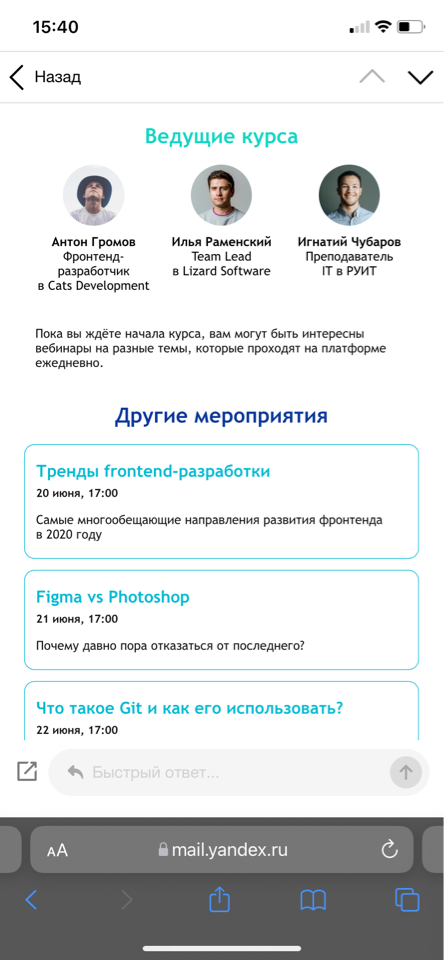 15:40
Назад
Ведущие курса
Антон Громов
Фронтенд-
разработчик
в Cats Development
Илья Раменский
Team Lead
в Lizard Software
Игнатий Чубаров
Преподаватель
IT в РУИТ
Пока вы ждёте начала курса, вам могут быть интересны
вебинары на разные темы, которые проходят на платформе
ежедневно.
Другие мероприятия
Тренды frontend-разработки
20 июня, 17:00
Самые многообещающие направления развития фронтенда
в 2020 году
Figma vs Photoshop
21 июня, 17:00
Почему давно пора отказаться от последнего?
Что такое Git и как его использовать?
22 июня, 17:00
Быстрый ответ...
AA
mail.yandex.ru